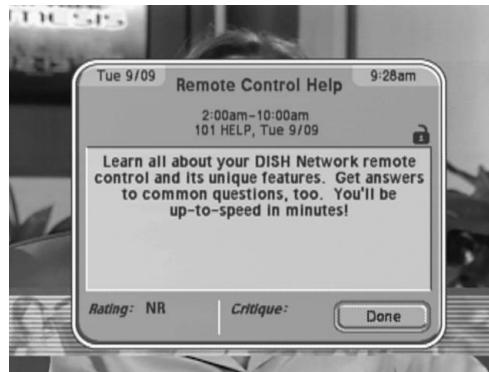 Tue 9/09
Remote Control Help
9:28am
2:00am-10:00am
101 HELP, Tue 9/09
Learn all about your DISH Network remote
control and its unique features. Get answers
to common questions, too. You'll be
up-to-speed in minutes!
Rating: NR
Critique:
Done